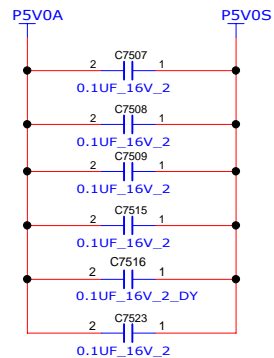 P5V0A P5V0S
C7507
2 1
0.1UF_16V_2
C7508
2 1
0.1UF_16V_2
C7509
2 1
0.1UF_16V_2
C7515
2 1
0.1UF_16V_2
C7516
2 1
0.1UF_16V_2_DY
C7523
2 1
0.1UF_16V_2